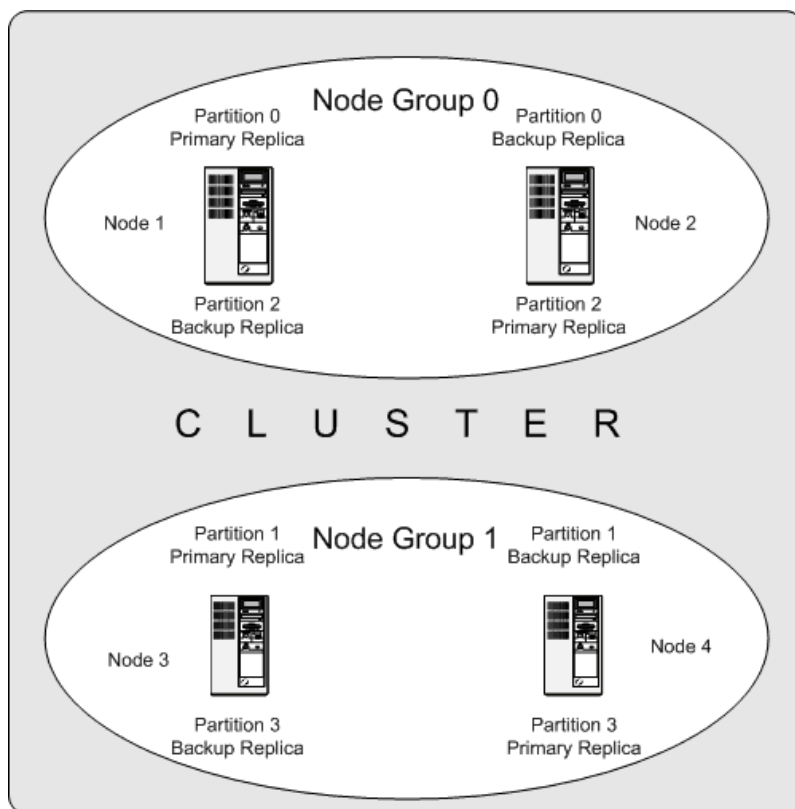 Node Group 0
Partition 0
Primary Replica
Partition 0
Backup Replica
Node 1
Node 2
Partition 2
Backup Replica
Partition 2
Primary Replica
C L U S T E R
Node Group 1
Partition 1
Primary Replica
Partition 1
Backup Replica
Node 3
Node 4
Partition 3
Backup Replica
Partition 3
Primary Replica